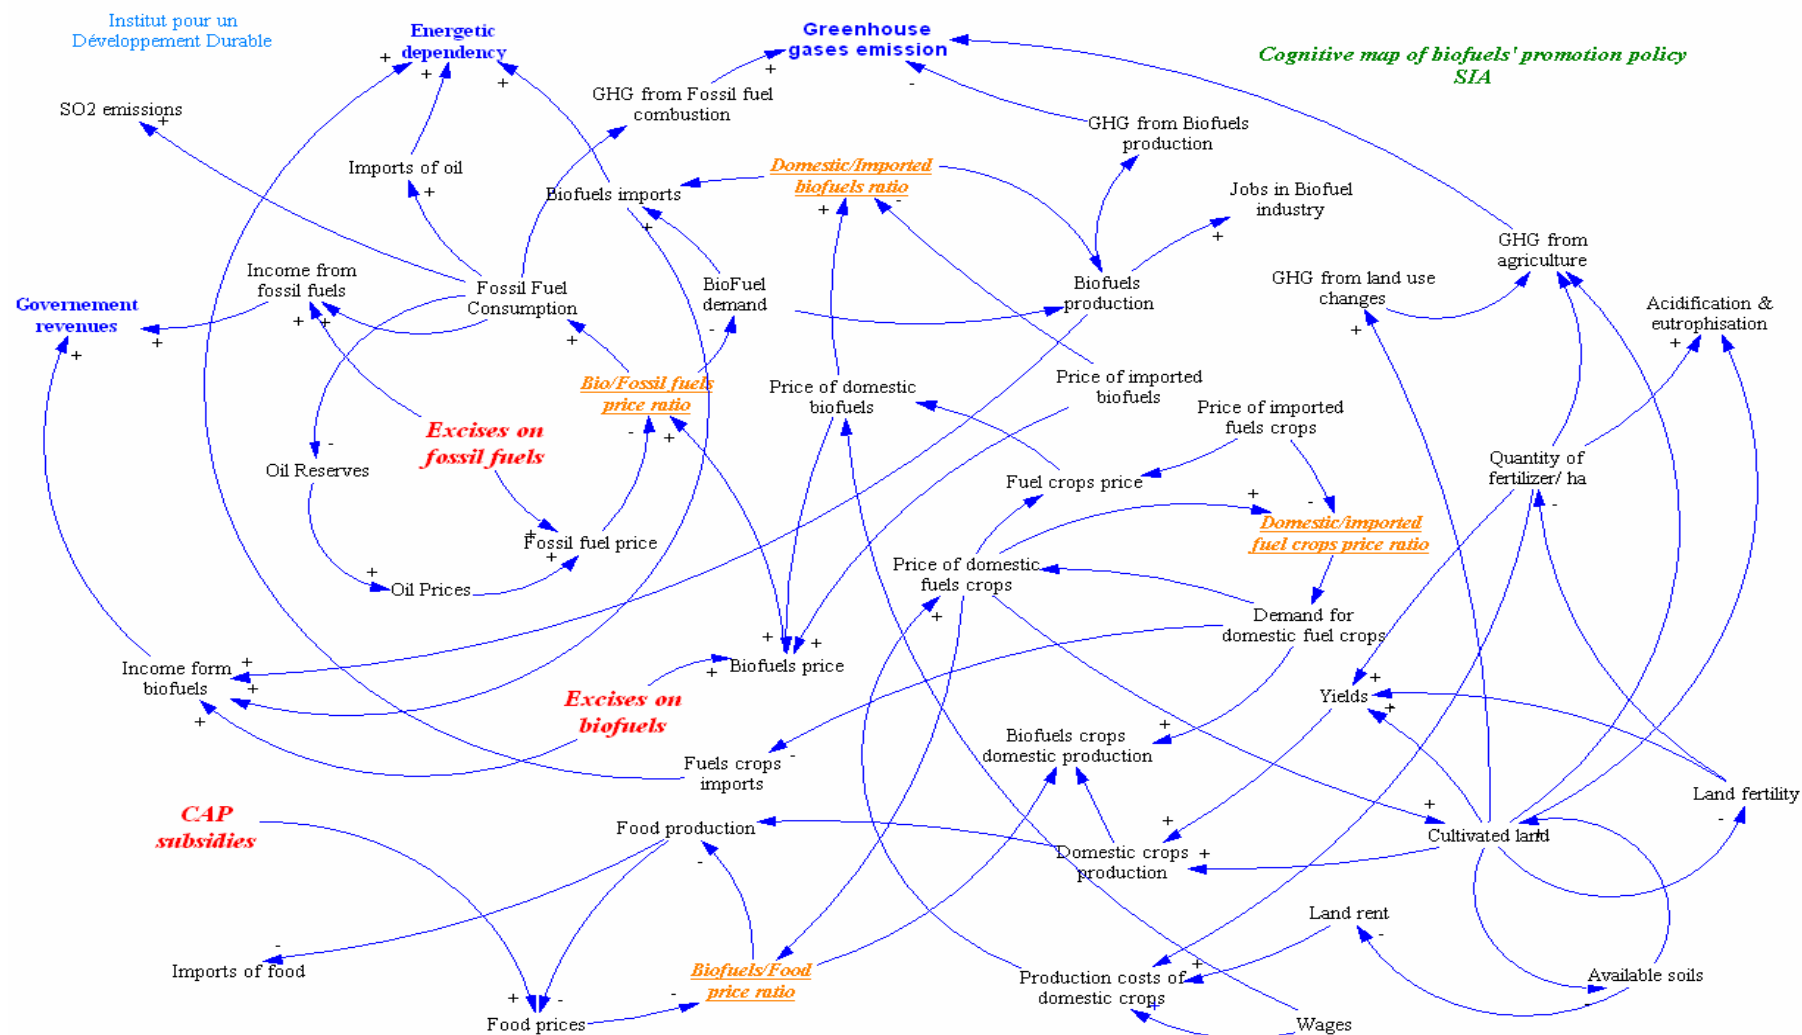 Institut pour un
Développement Durable
Energetic
dependency
Greenhouse
gases emission
Cognitive map of biofuels' promotion policy
SIA
+
+
+
+
-
SO2 emissions
+
GHG from Fossil fuel
combustion
GHG from Biofuels
production
Imports of oil
+
Biofuels imports
+
Domestic/Imported
biofuels ratio
+
-
Jobs in Biofuel
industry
+
GHG from
agriculture
Income from
fossil fuels
+
+
Fossil Fuel
Consumption
+
BioFuel
demand
-
Biofuels
production
GHG from land use
changes
+
Acidification &
eutrophisation
+
Governement
revenues
+
+
Bio/Fossil fuels
price ratio
-
+
Price of domestic
biofuels
Price of imported
biofuels
Price of imported
fuels crops
Excises on
fossil fuels
-
Oil Reserves
Fuel crops price
Quantity of
fertilizer/ ha
-
+
-
Domestic/imported
fuel crops price ratio
+
+
Fossil fuel price
+
Oil Prices
Price of domestic
fuels crops
+
Demand for
domestic fuel crops
+
+
Biofuels price
+
Income form
biofuels
+
+
+
Excises on
biofuels
Yields
+
+
Biofuels crops
domestic production
+
Fuels crops
imports
-
Land fertility
-
CAP
subsidies
Food production
-
+
+
Cultivated land
+
Domestic crops
production
+
Land rent
-
-
Imports of food
Biofuels/Food
price ratio
-
Production costs of
domestic crops
+
+
Available soils
-
+
-
Food prices
Wages